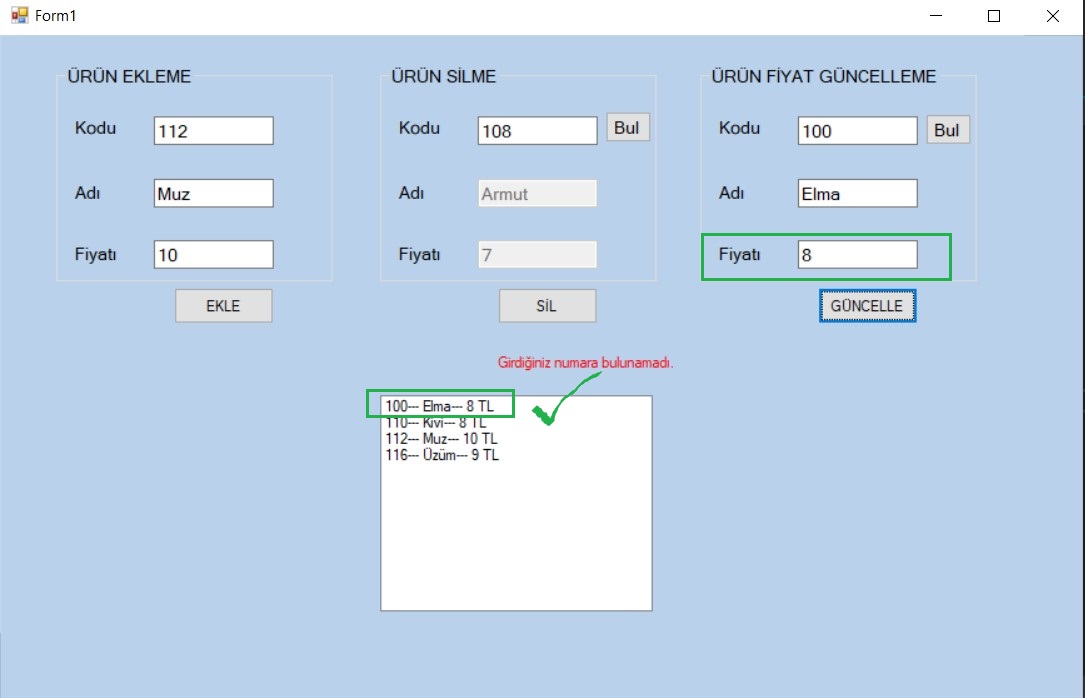 Form1
ÜRÜN EKLEME
Kodu 112
Adı Muz
Fiyatı 10
EKLE
ÜRÜN SİLME
Kodu 108 Bul
Adı Armut
Fiyatı 7
SİL
ÜRÜN FİYAT GÜNCELLEME
Kodu 100 Bul
Adı Elma
Fiyatı 8
GÜNCELLE
Girdiğiniz numara bulunamadı.
100--- Elma--- 8 TL
110--- Kivi--- 8 TL
112--- Muz--- 10 TL
116--- Üzüm--- 9 TL